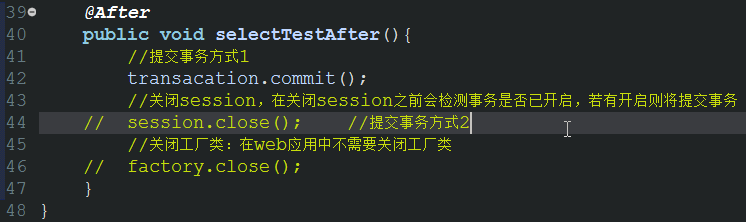 39 @After
40 public void selectTestAfter(){
41 //提交事务方式1
42 transacation.commit();
43 //关闭session，在关闭session之前会检测事务是否已开启，若有开启则将提交事务
44 // session.close(); //提交事务方式2
45 //关闭工厂类：在web应用中不需要关闭工厂类
46 // factory.close();
47 }
48 }